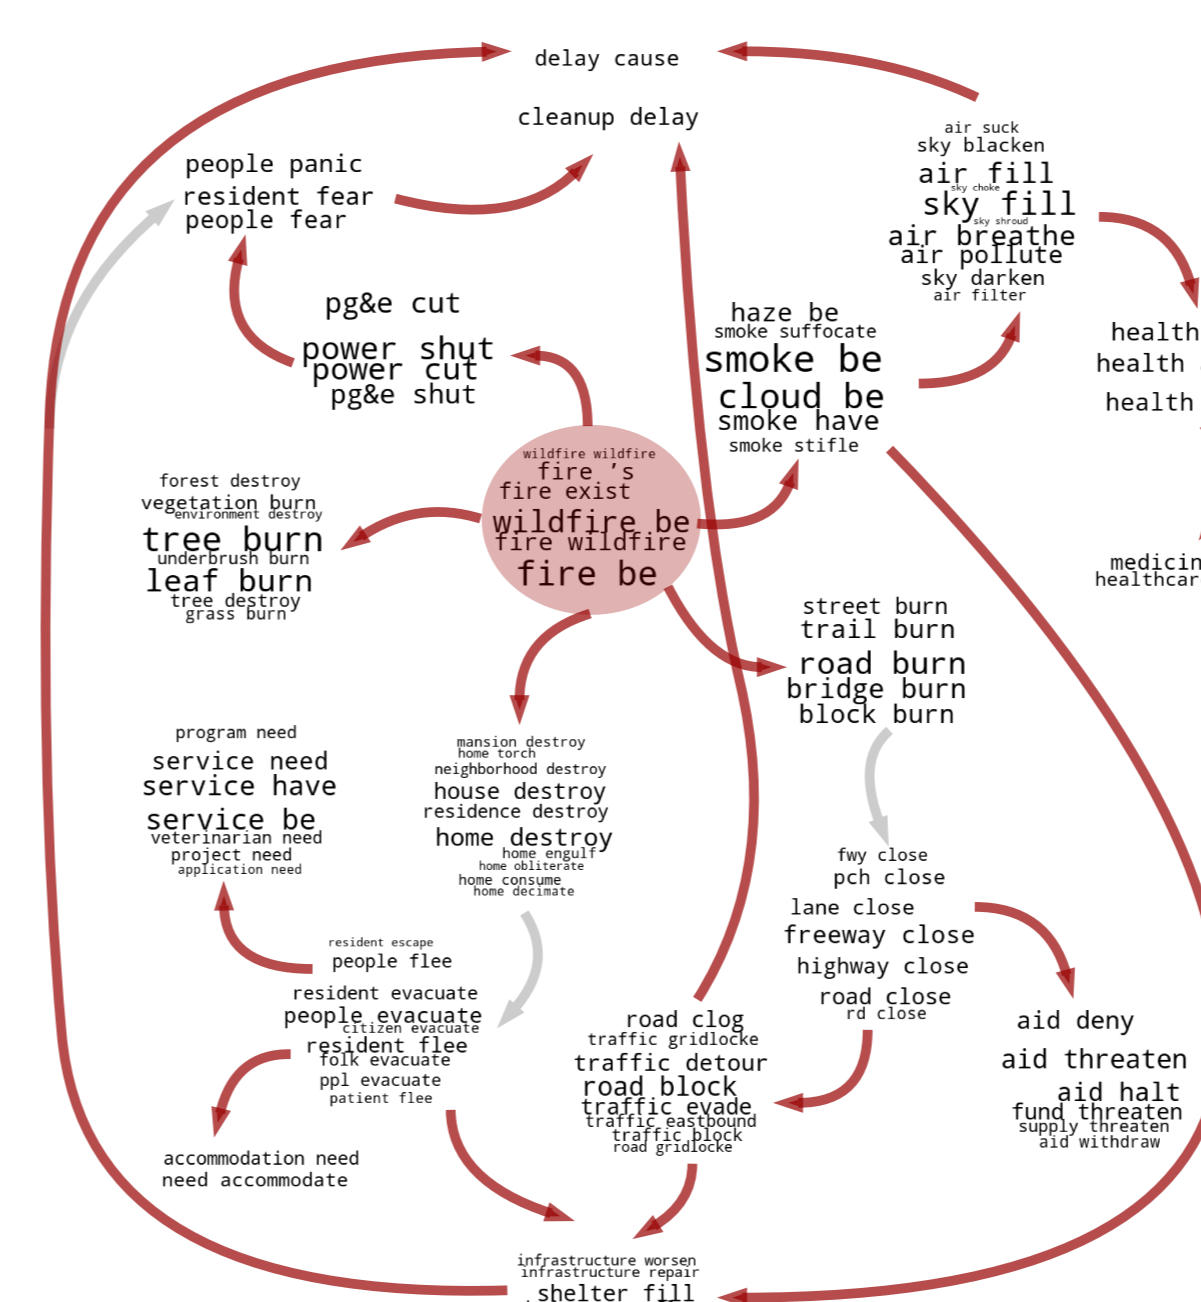 delay cause
cleanup delay
people panic
resident fear
people fear
air suck
sky blacken
air fill
sky choke
sky fill
sky shroud
air breathe
air pollute
sky darken
air filter
pg&e cut
power shut
power cut
pg&e shut
haze be
smoke suffocate
smoke be
cloud be
smoke have
smoke stifle
health
health
health
wildfire wildfire
fire ’s
fire exist
wildfire be
fire wildfire
fire be
forest destroy
vegetation burn
environment destroy
tree burn
underbrush burn
leaf burn
tree destroy
grass burn
medicin
healthcar
street burn
trail burn
road burn
bridge burn
block burn
program need
service need
service have
service be
veterinarian need
project need
application need
mansion destroy
home torch
neighborhood destroy
house destroy
residence destroy
home destroy
home engulf
home obliterate
home consume
home decimate
fwy close
pch close
lane close
freeway close
highway close
road close
rd close
resident escape
people flee
resident evacuate
people evacuate
citizen evacuate
resident flee
folk evacuate
ppl evacuate
patient flee
road clog
traffic gridlocke
traffic detour
road block
traffic evade
traffic eastbound
traffic block
road gridlocke
aid deny
aid threaten
aid halt
fund threaten
supply threaten
aid withdraw
accommodation need
need accommodate
infrastructure worsen
infrastructure repair
shelter fill